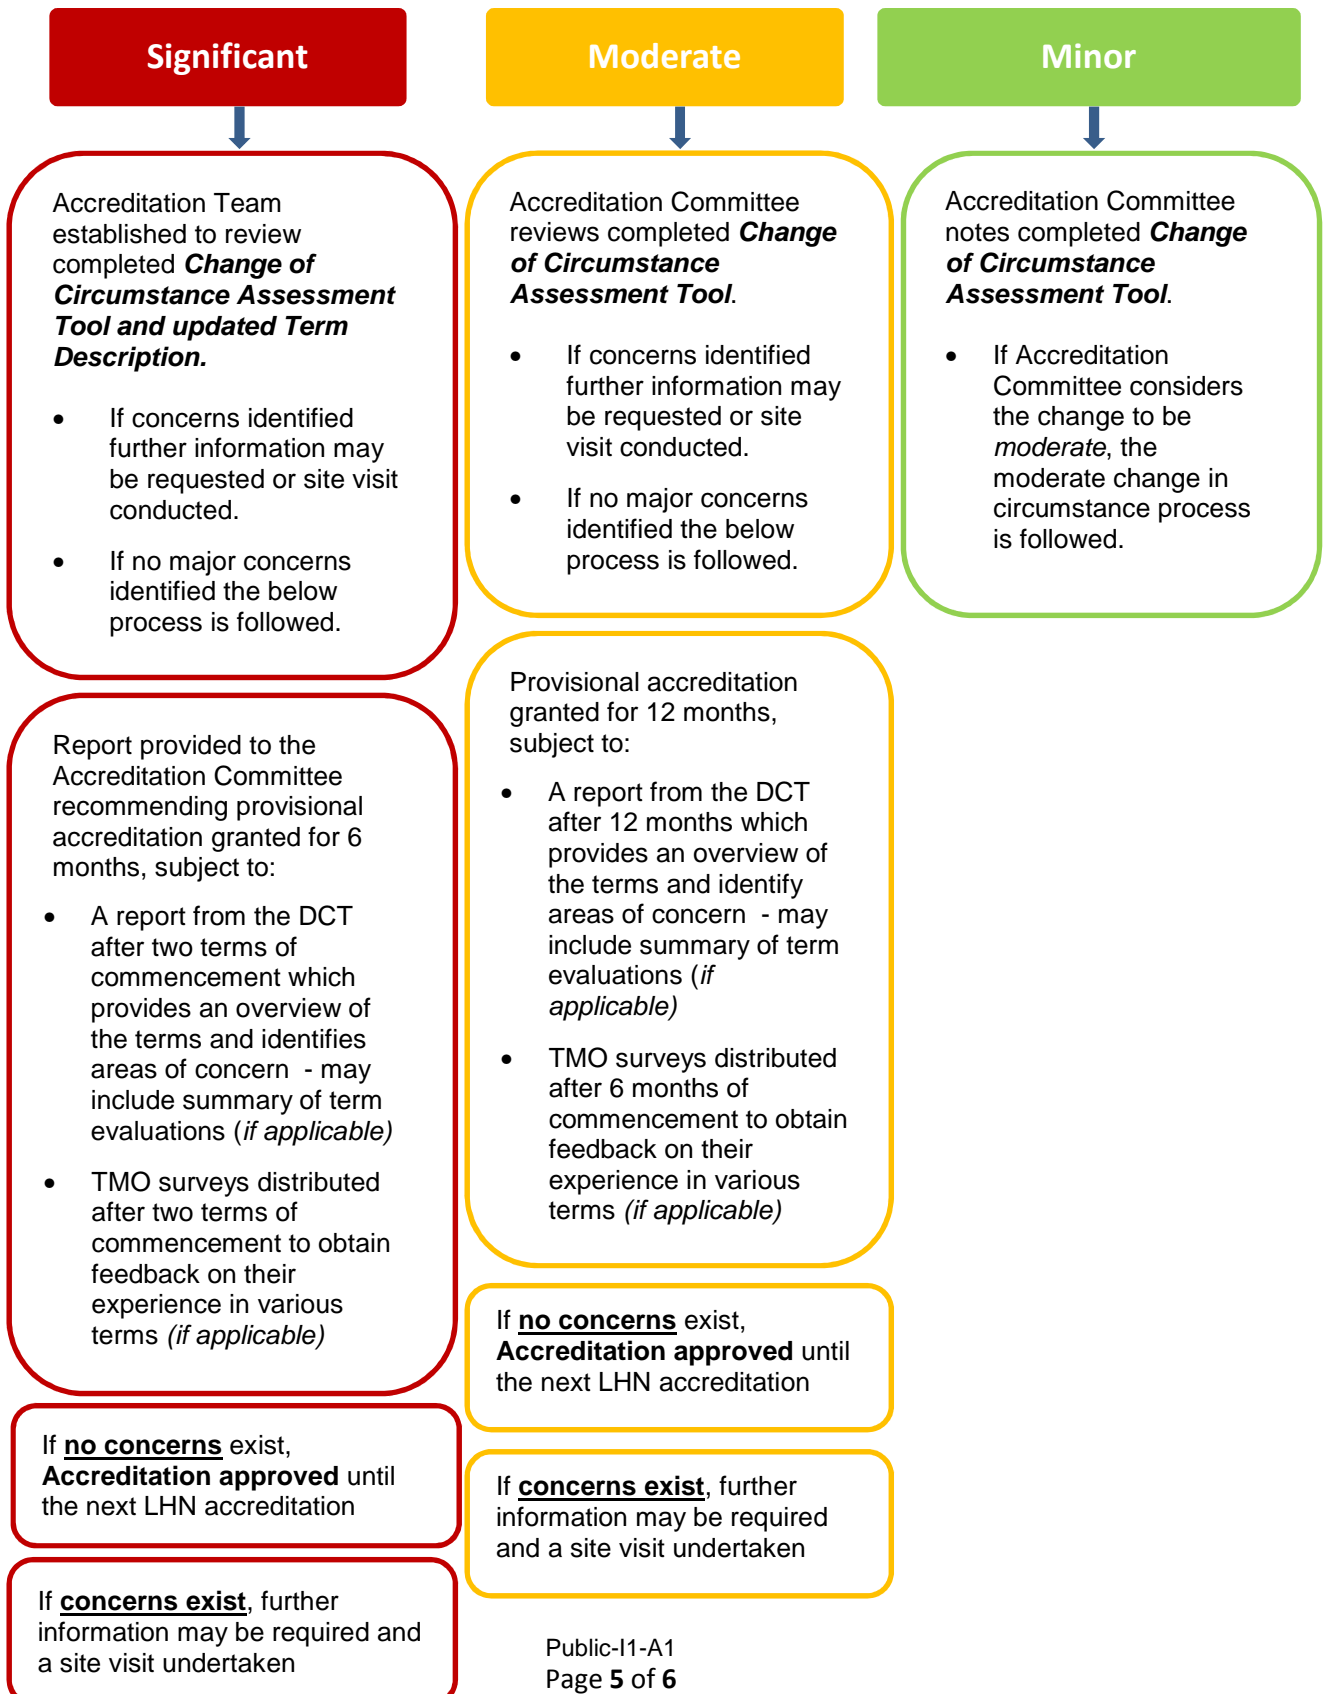 Significant
Accreditation Team
established to review
completed Change of
Circumstance Assessment
Tool and updated Term
Description.
• If concerns identified
further information may
be requested or site visit
conducted.
• If no major concerns
identified the below
process is followed.
Report provided to the
Accreditation Committee
recommending provisional
accreditation granted for 6
months, subject to:
• A report from the DCT
after two terms of
commencement which
provides an overview of
the terms and identifies
areas of concern - may
include summary of term
evaluations (if applicable)
• TMO surveys distributed
after two terms of
commencement to obtain
feedback on their
experience in various
terms (if applicable)
If no concerns exist,
Accreditation approved until
the next LHN accreditation
If concerns exist, further
information may be required and
a site visit undertaken
Moderate
Accreditation Committee
reviews completed Change
of Circumstance
Assessment Tool.
• If concerns identified
further information may
be requested or site
visit conducted.
• If no major concerns
identified the below
process is followed.
Provisional accreditation
granted for 12 months,
subject to:
• A report from the DCT
after 12 months which
provides an overview of
the terms and identify
areas of concern - may
include summary of term
evaluations (if
applicable)
• TMO surveys distributed
after 6 months of
commencement to obtain
feedback on their
experience in various
terms (if applicable)
If no concerns exist,
Accreditation approved until
the next LHN accreditation
If concerns exist, further
information may be required
and a site visit undertaken
Minor
Accreditation Committee
notes completed Change
of Circumstance
Assessment Tool.
• If Accreditation
Committee considers
the change to be
moderate, the
moderate change in
circumstance process
is followed.
Public-I1-A1
Page 5 of 6